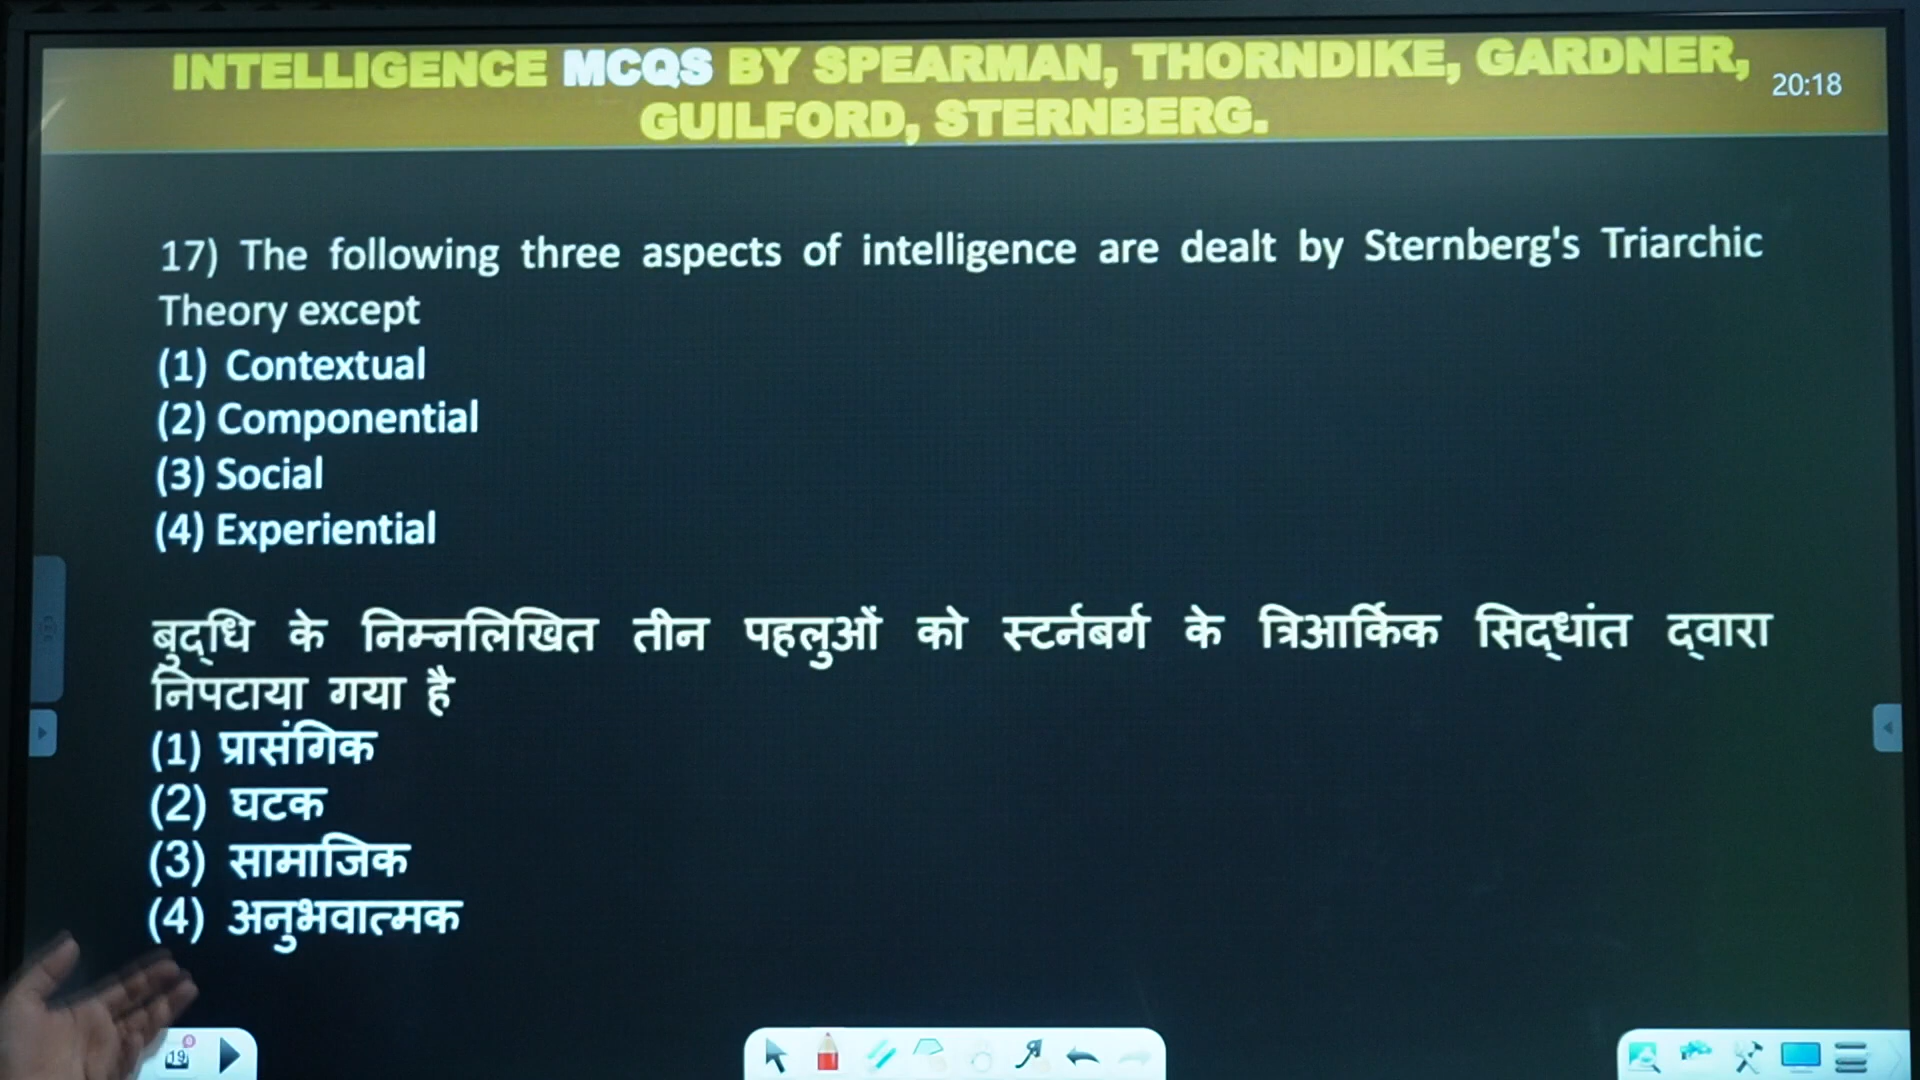 INTELLIGENCE MCQS BY SPEARMAN, THORNDIKE, GARDNER,
GUILFORD, STERNBERG.
20:18
17) The following three aspects of intelligence are dealt by Sternberg's Triarchic
Theory except
(1) Contextual
(2) Componential
(3) Social
(4) Experiential
बुद्धि के निम्नलिखित तीन पहलुओं को स्टर्नबर्ग के त्रिआर्किक सिद्धांत द्वारा
निपटाया गया है
(1) प्रासंगिक
(2) घटक
(3) सामाजिक
(4) अनुभवात्मक
19